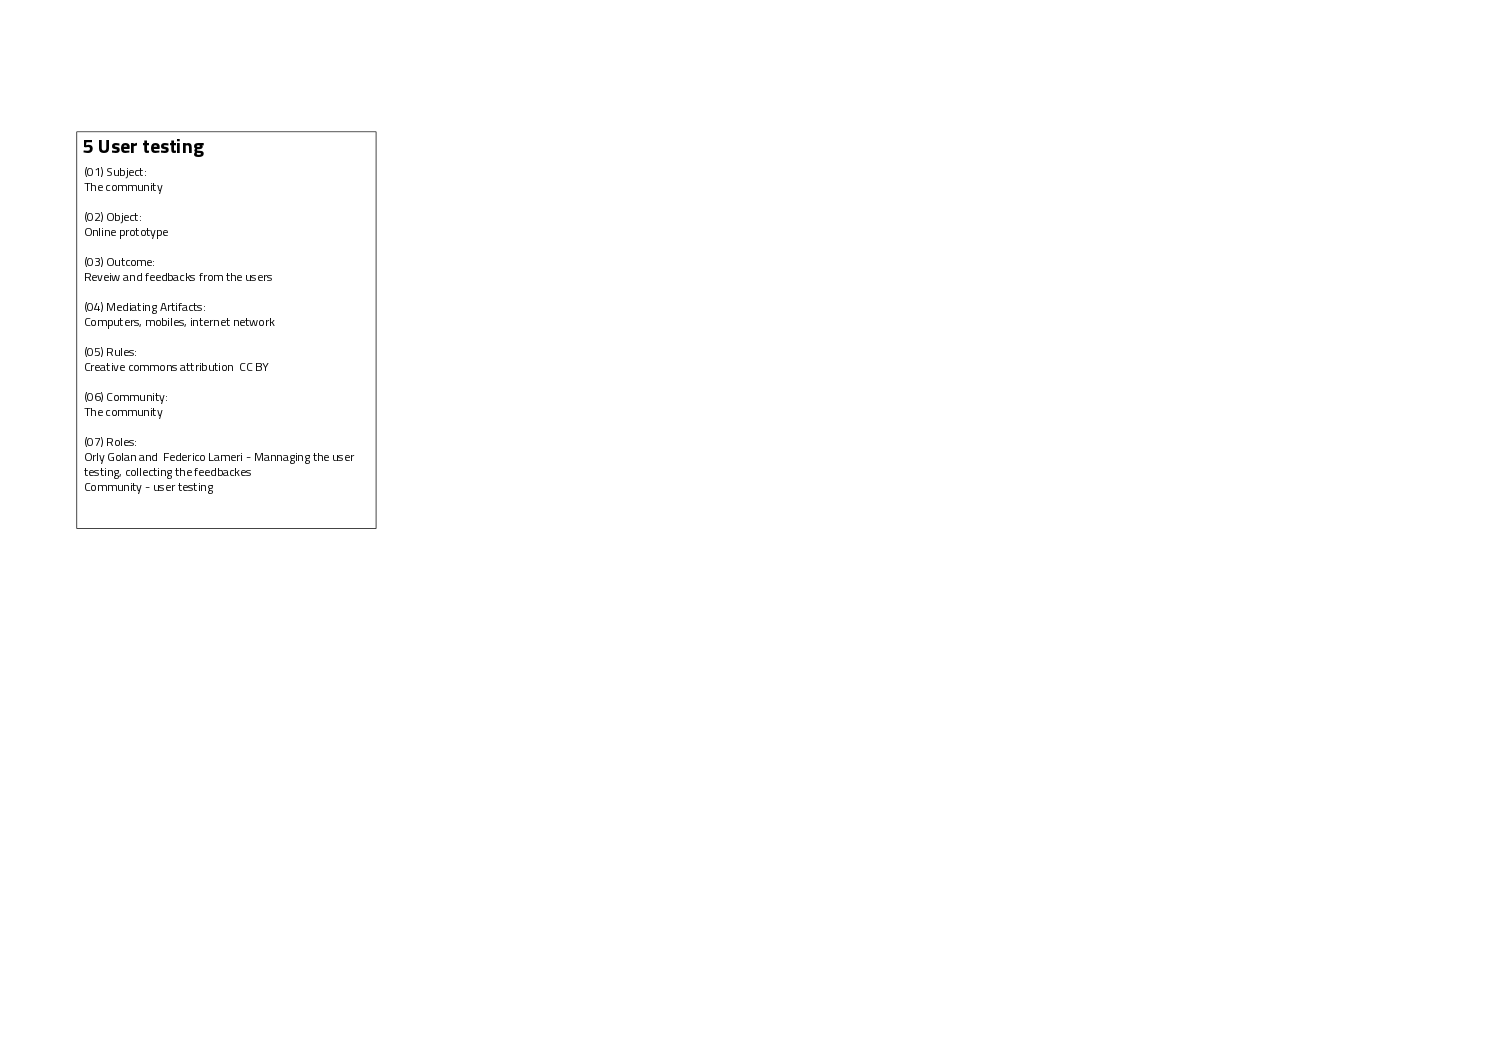 5 User testing
(01) Subject:
The community
(02) Object:
Online prototype
(03) Outcome:
Reveiw and feedbacks from the users
(04) Mediating Artifacts:
Computers, mobiles, internet network
(05) Rules:
Creative commons attribution  CC BY
(06) Community:
The community
(07) Roles:
Orly Golan and  Federico Lameri - Mannaging the user
testing, collecting the feedbackes
Community - user testing